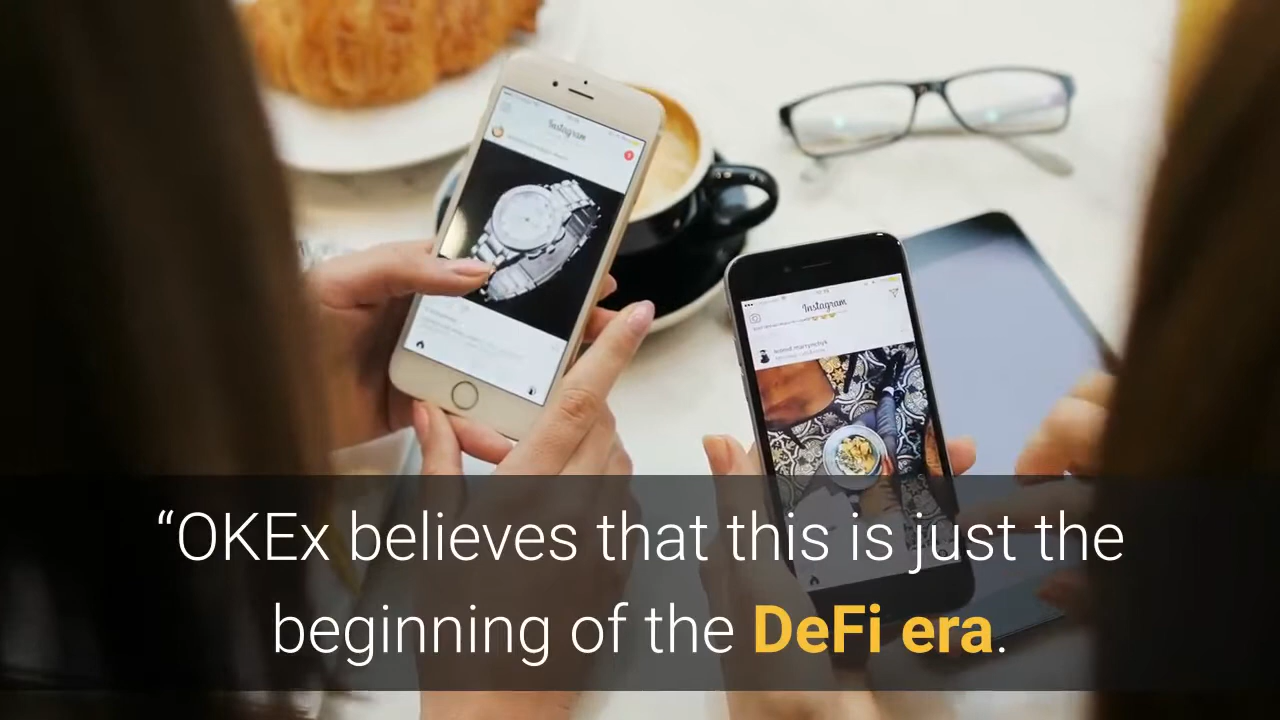 Instagram
Instagram
“OKEx believes that this is just the
beginning of the DeFi era.